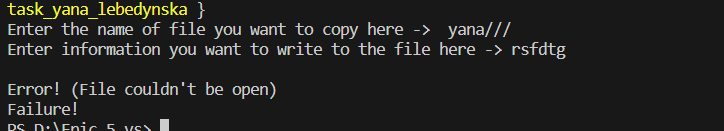 task_yana_lebedynska }
Enter the name of file you want to copy here ->  yana///
Enter information you want to write to the file here -> rsfdtg
Error! (File couldn't be open)
Failure!
PS D:\Epic 5 vs>